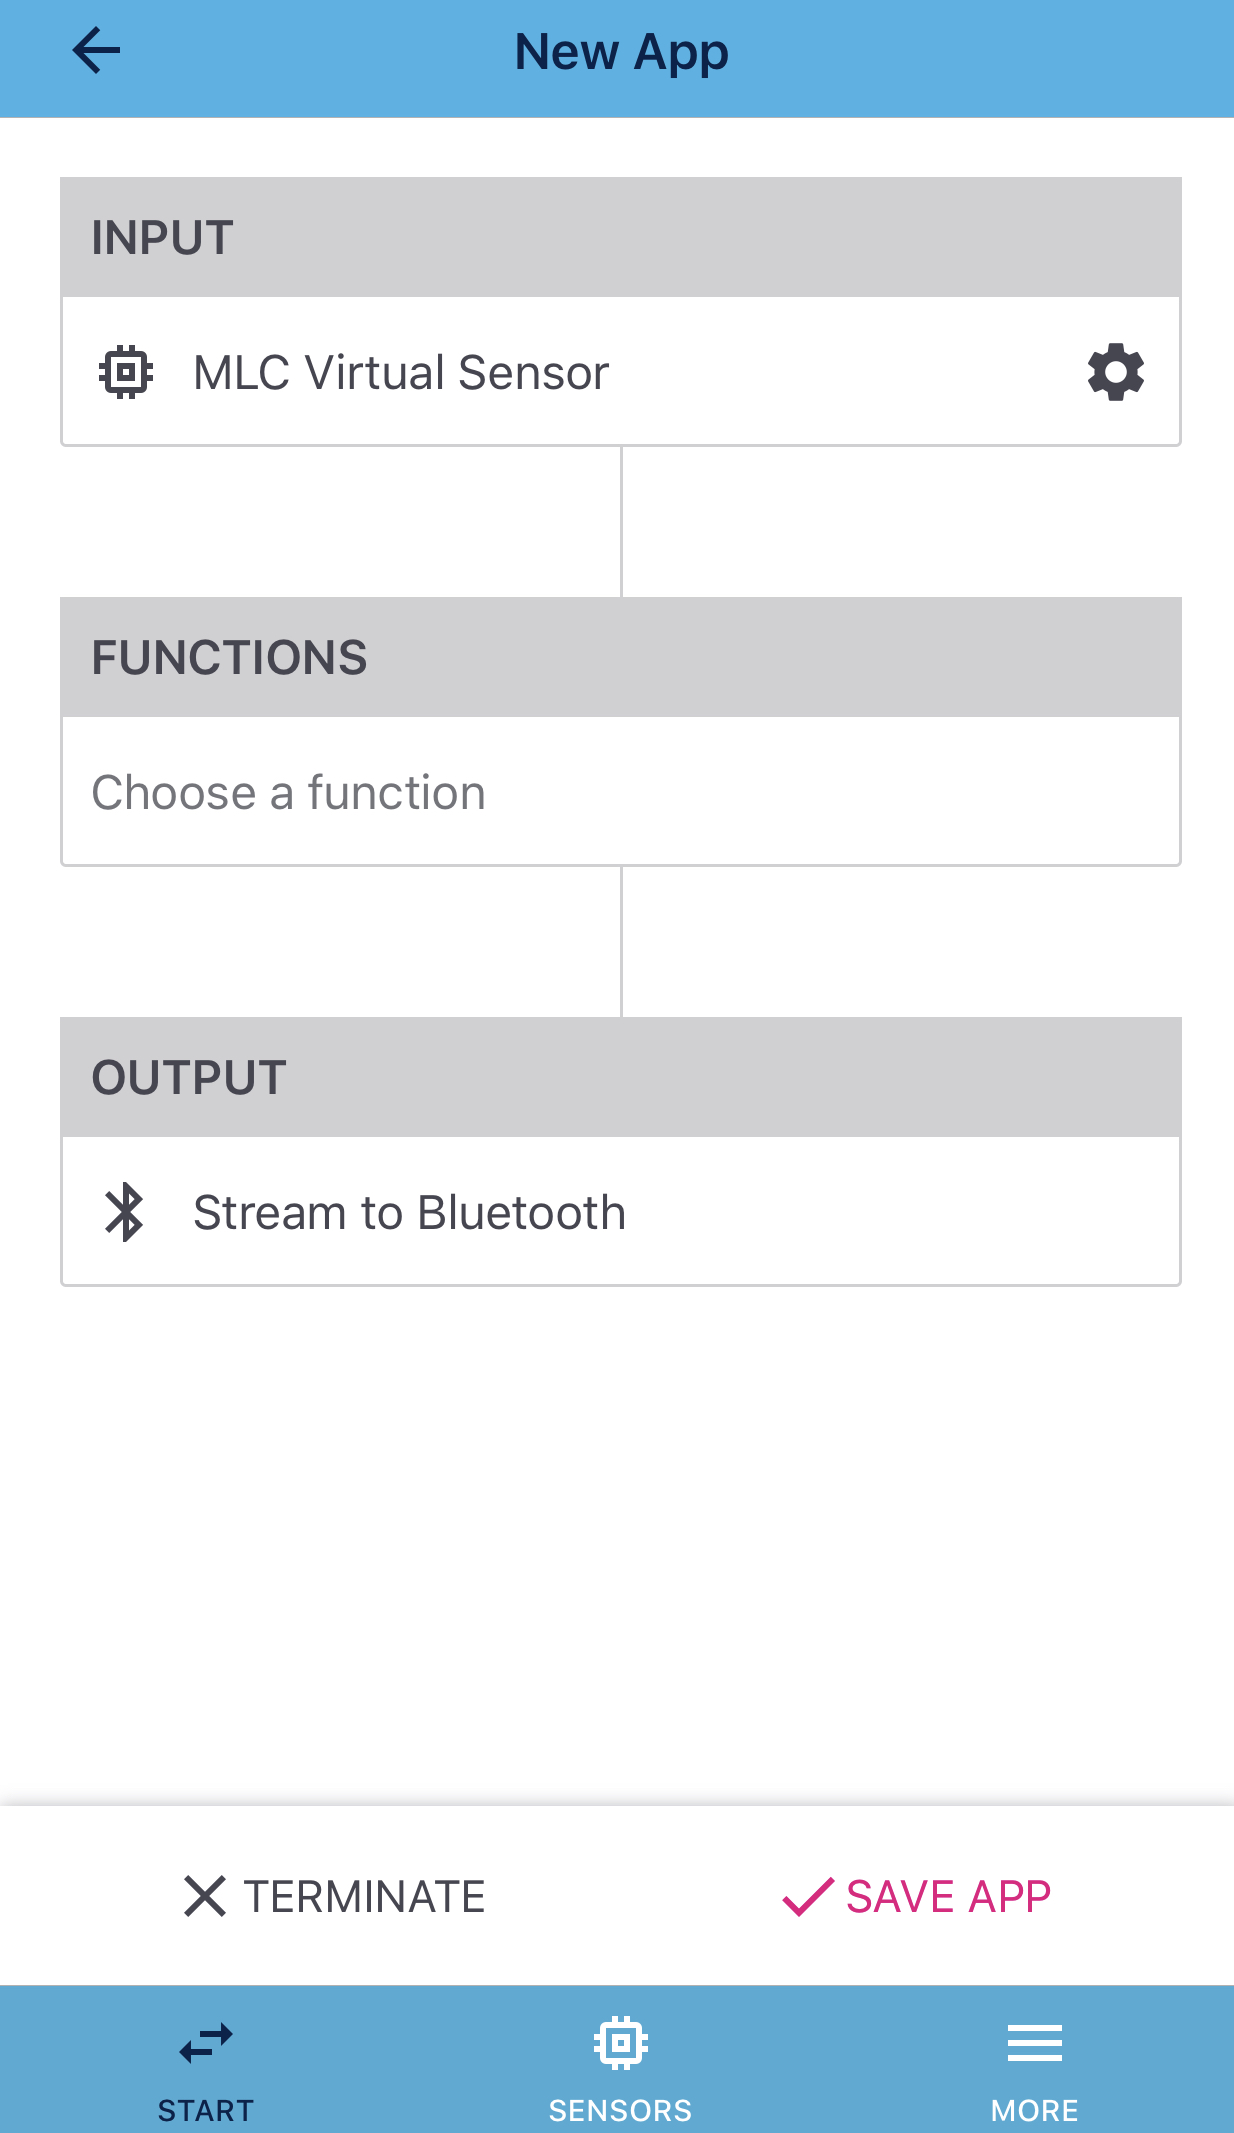 New App
INPUT
MLC Virtual Sensor
FUNCTIONS
Choose a function
OUTPUT
Stream to Bluetooth
TERMINATE
SAVE APP
START
SENSORS
MORE